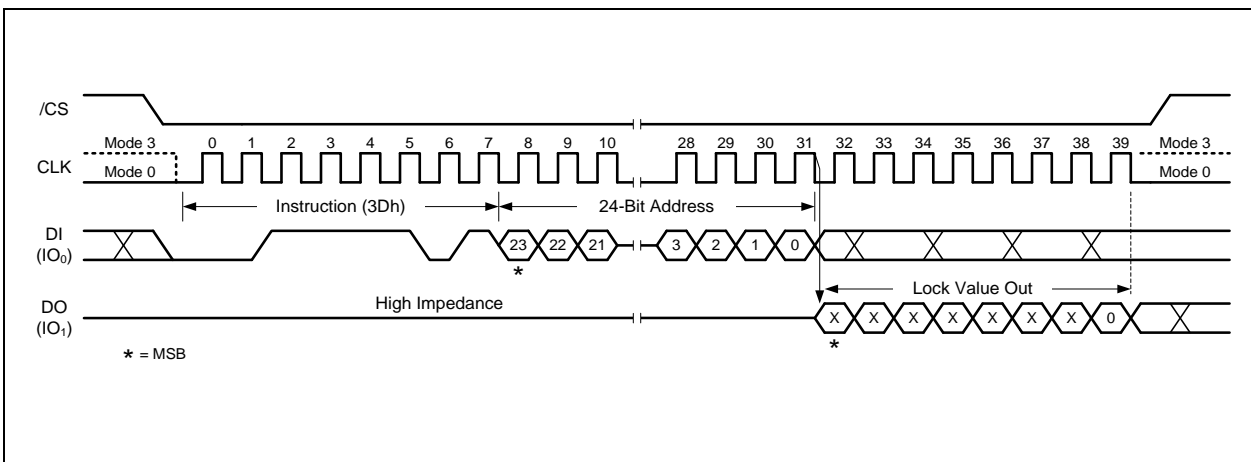 /CS
Mode 3 0 1 2 3 4 5 6 7 8 9 10 28 29 30 31 32 33 34 35 36 37 38 39 Mode 3
CLK
Mode 0 Mode 0
Instruction (3Dh) 24-Bit Address
DI
(IO₀)
23 22 21 3 2 1 0
*
Lock Value Out
High Impedance
DO
(IO₁)
X X X X X X X 0
*
* = MSB